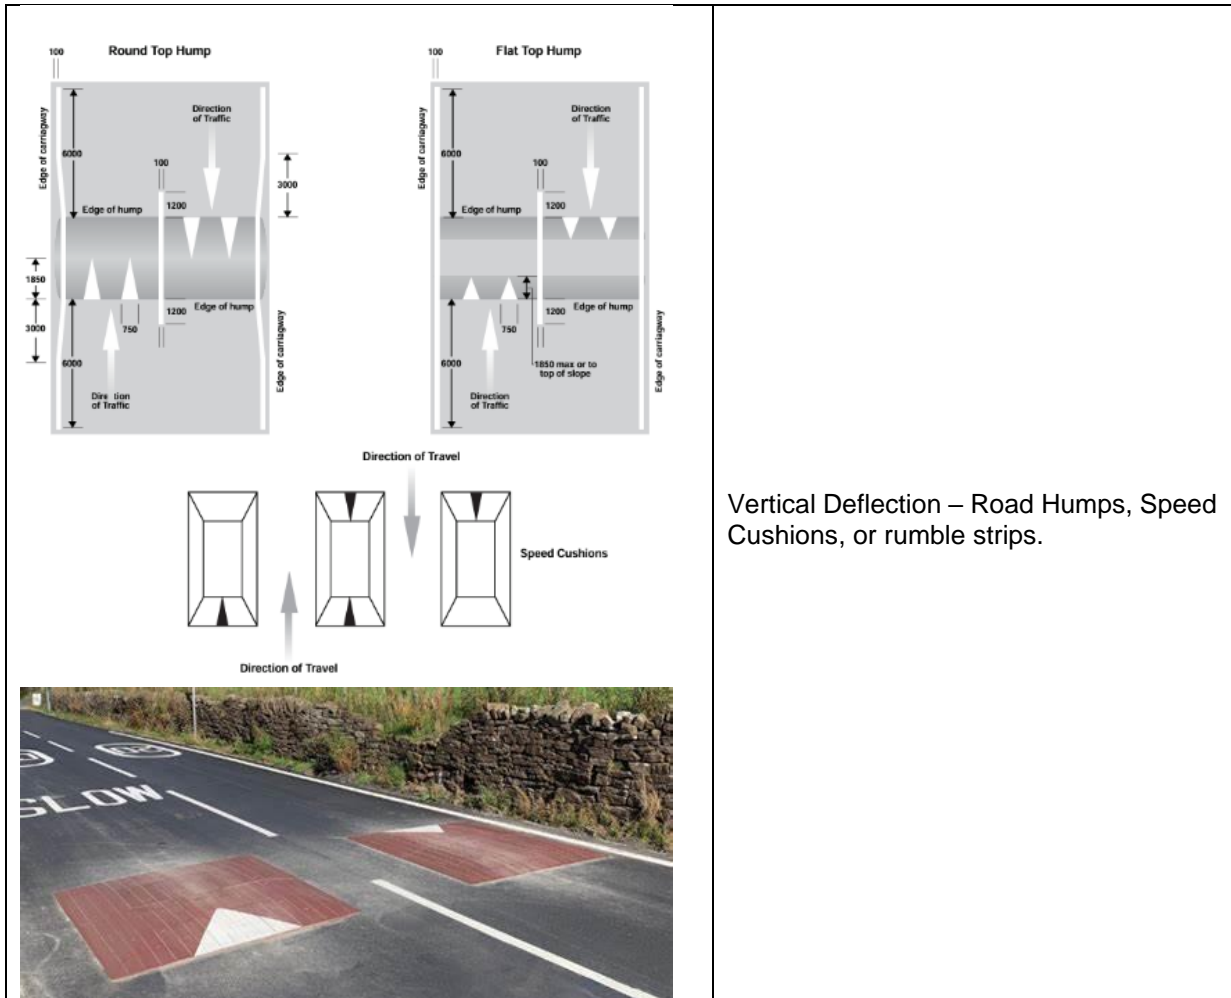 Round Top Hump
Flat Top Hump
100
100
Direction
of Traffic
Direction
of Traffic
Edge of carriagway
Edge of carriagway
6000
6000
100
100
3000
1200
1200
Edge of hump
Edge of hump
1850
Edge of hump
Edge of hump
1200
1200
3000
750
750
6000
6000
1850 max or to
top of slope
Edge of carriagway
Edge of carriagway
Direction
of Traffic
Direction
of Traffic
Direction of Travel
Speed Cushions
Direction of Travel
SLOW
Vertical Deflection – Road Humps, Speed
Cushions, or rumble strips.